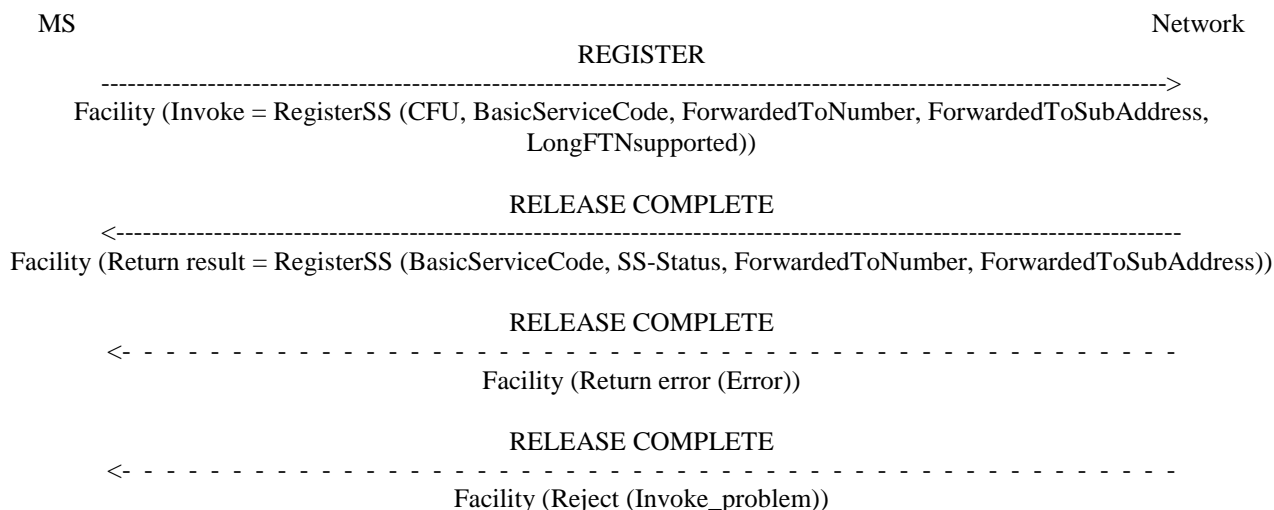 MS Network
REGISTER
------------------------------------------------------------------------------------------------------------------------>
Facility (Invoke = RegisterSS (CFU, BasicServiceCode, ForwardedToNumber, ForwardedToSubAddress,
LongFTNsupported))
RELEASE COMPLETE
<------------------------------------------------------------------------------------------------------------------------
Facility (Return result = RegisterSS (BasicServiceCode, SS-Status, ForwardedToNumber, ForwardedToSubAddress))
RELEASE COMPLETE
<- - - - - - - - - - - - - - - - - - - - - - - - - - - - - - - - - - - - - - - - - - - - - - - -
Facility (Return error (Error))
RELEASE COMPLETE
<- - - - - - - - - - - - - - - - - - - - - - - - - - - - - - - - - - - - - - - - - - - - - - - -
Facility (Reject (Invoke_problem))